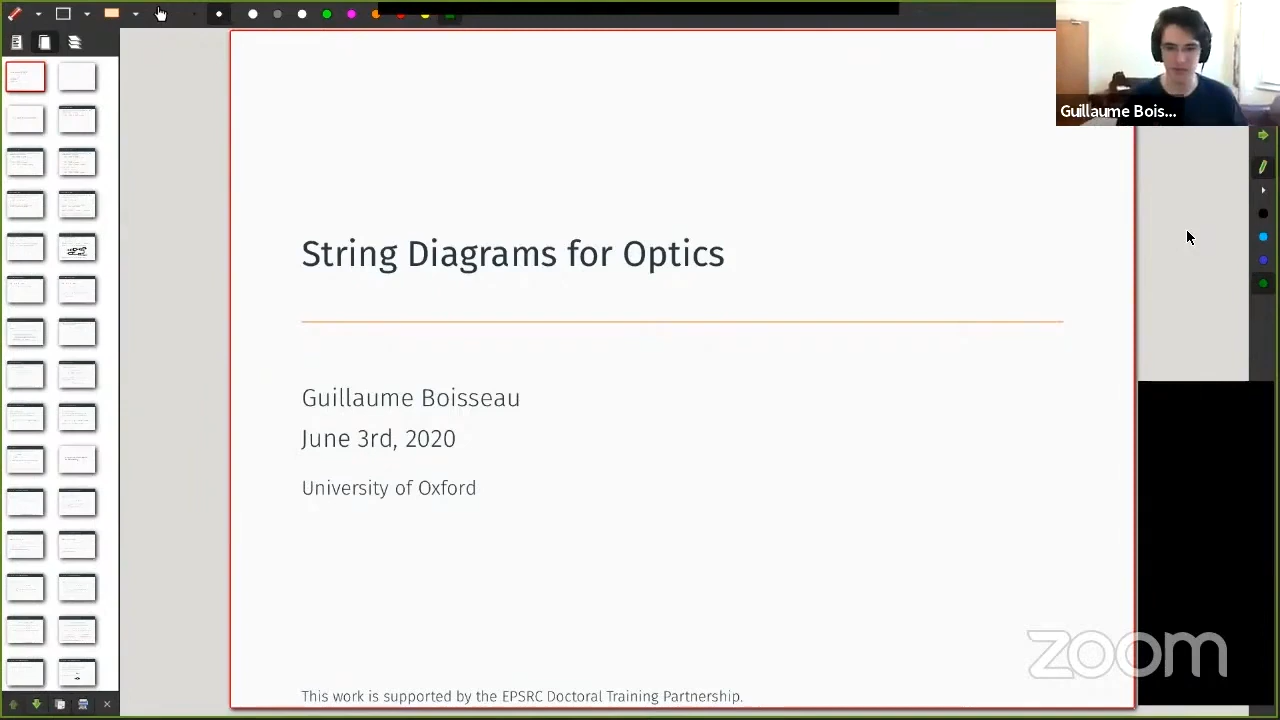 Guillaume Bois...
String Diagrams for Optics
Guillaume Boisseau
June 3rd, 2020
University of Oxford
zoom
This work is supported by the EPSRC Doctoral Training Partnership.